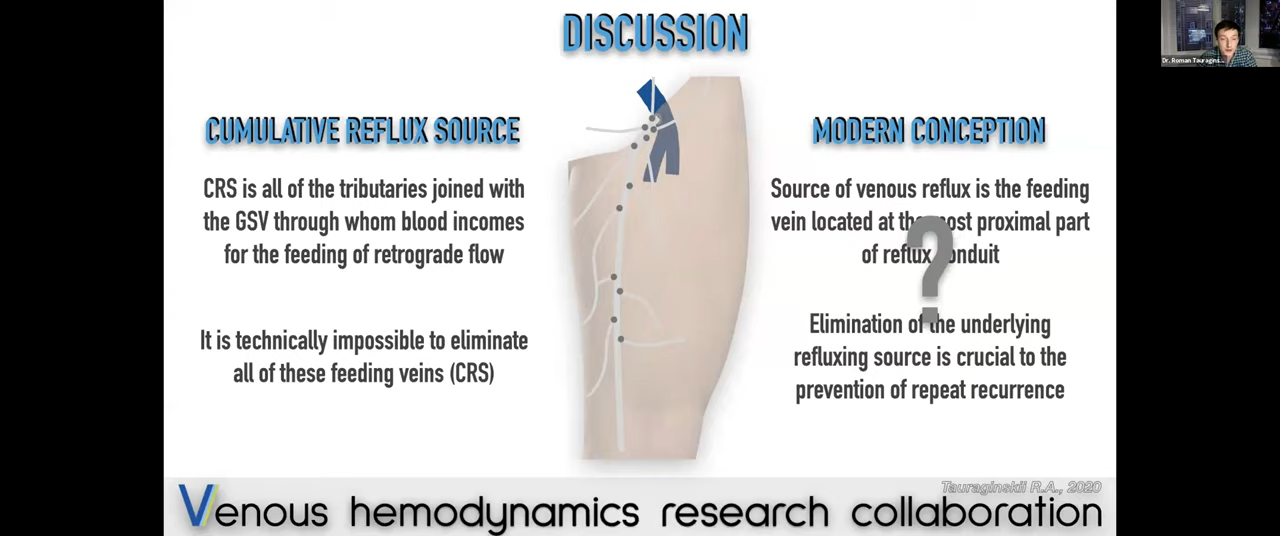 DISCUSSION
CUMULATIVE REFLUX SOURCE
CRS is all of the tributaries joined with
the GSV through whom blood incomes
for the feeding of retrograde flow
It is technically impossible to eliminate
all of these feeding veins (CRS)
MODERN CONCEPTION
Source of venous reflux is the feeding
vein located at the most proximal part
of reflux conduit
?
Elimination of the underlying
refluxing source is crucial to the
prevention of repeat recurrence
Tauraginskii R.A., 2020
Venous hemodynamics research collaboration
Dr. Roman Tauragins...